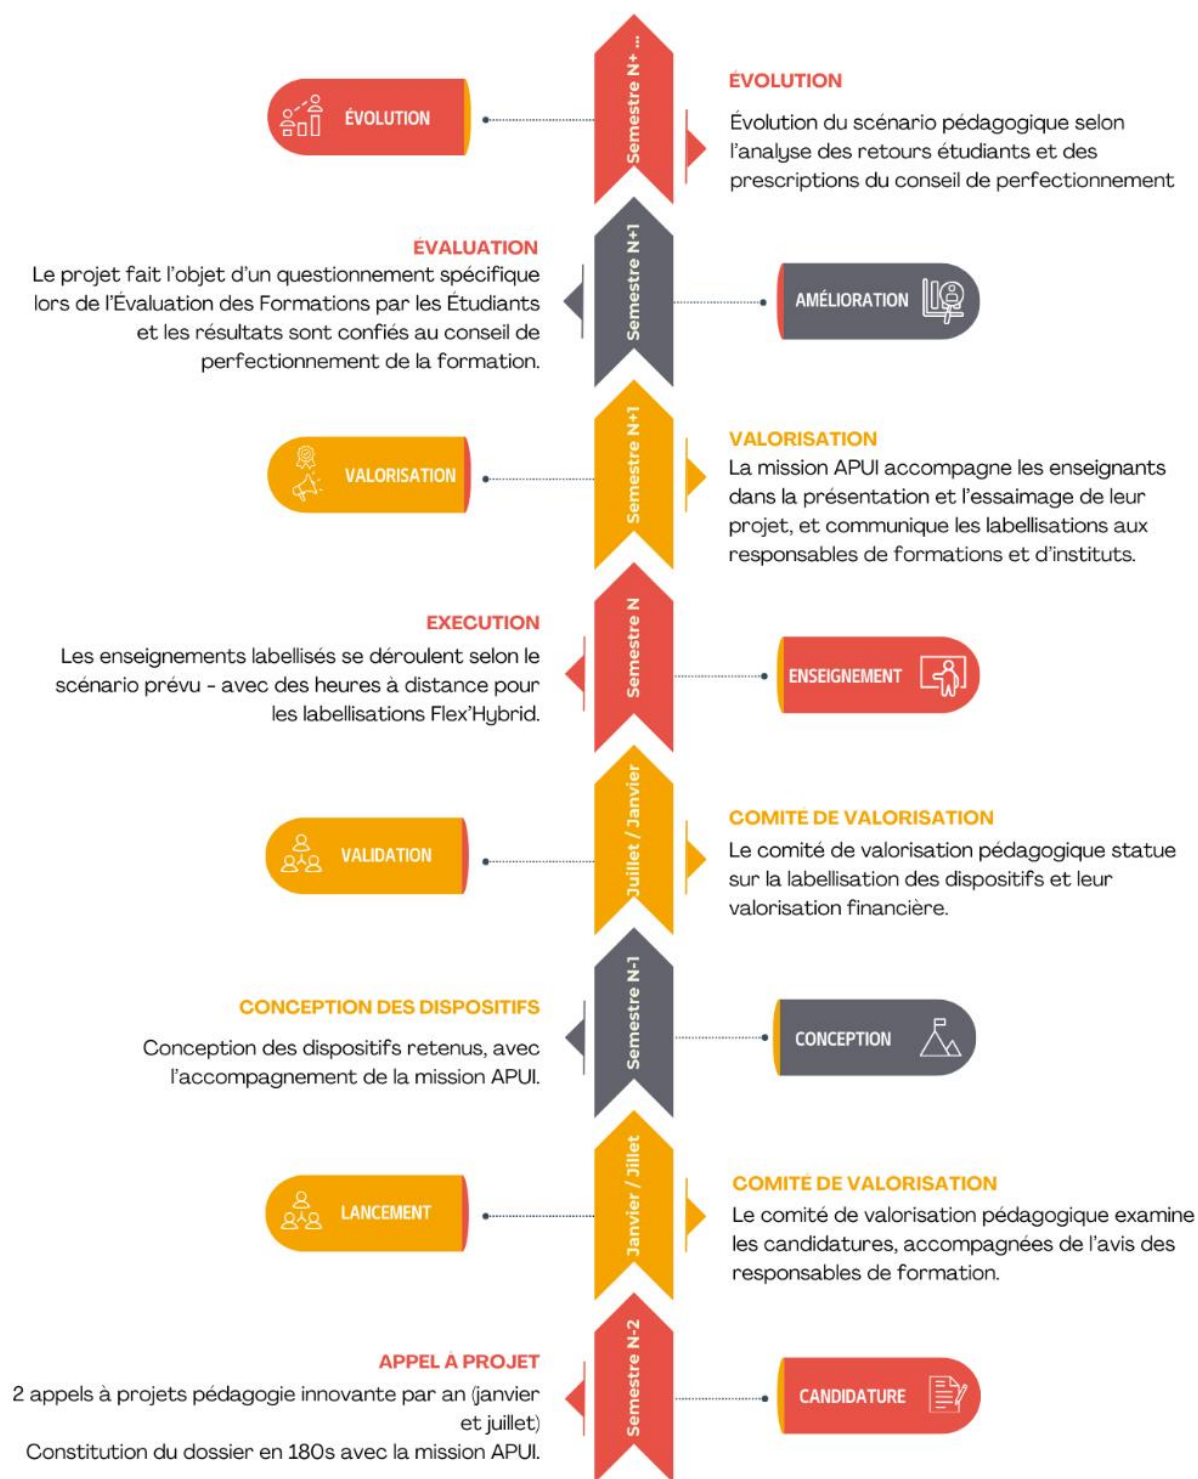 Semestre N+ ...
ÉVOLUTION
ÉVOLUTION
Évolution du scénario pédagogique selon
l'analyse des retours étudiants et des
prescriptions du conseil de perfectionnement
Semestre N+1
ÉVALUATION
Le projet fait l'objet d'un questionnement spécifique
lors de l'Évaluation des Formations par les Étudiants
et les résultats sont confiés au conseil de
perfectionnement de la formation.
AMÉLIORATION
Semestre N+1
VALORISATION
VALORISATION
La mission APUI accompagne les enseignants
dans la présentation et l'essaimage de leur
projet, et communique les labellisations aux
responsables de formations et d'instituts.
Semestre N
EXECUTION
Les enseignements labellisés se déroulent selon le
scénario prévu - avec des heures à distance pour
les labellisations Flex'Hybrid.
ENSEIGNEMENT
Juillet / Janvier
VALIDATION
COMITÉ DE VALORISATION
Le comité de valorisation pédagogique statue
sur la labellisation des dispositifs et leur
valorisation financière.
Semestre N-1
CONCEPTION DES DISPOSITIFS
Conception des dispositifs retenus, avec
l'accompagnement de la mission APUI.
CONCEPTION
Janvier / Jillet
LANCEMENT
COMITÉ DE VALORISATION
Le comité de valorisation pédagogique examine
les candidatures, accompagnées de l'avis des
responsables de formation.
Semestre N-2
APPEL À PROJET
2 appels à projets pédagogie innovante par an (janvier
et juillet)
Constitution du dossier en 180s avec la mission APUI.
CANDIDATURE